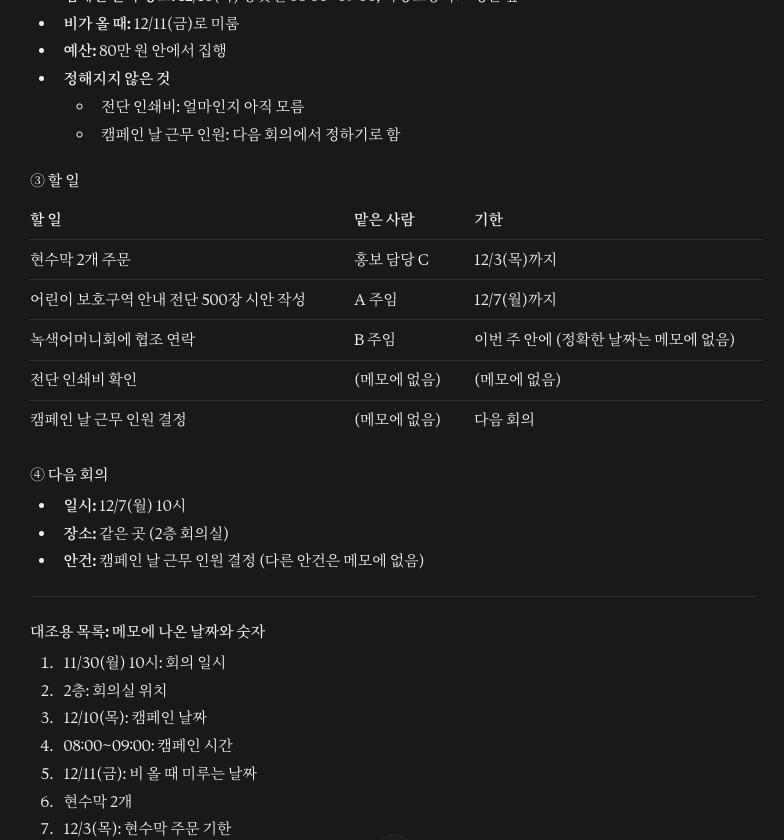 비가 올 때: 12/11(금)로 미룸
예산: 80만 원 안에서 집행
정해지지 않은 것
전단 인쇄비: 얼마인지 아직 모름
캠페인 날 근무 인원: 다음 회의에서 정하기로 함
③ 할 일
할 일 맡은 사람 기한
현수막 2개 주문 홍보 담당 C 12/3(목)까지
어린이 보호구역 안내 전단 500장 시안 작성 A 주임 12/7(월)까지
녹색어머니회에 협조 연락 B 주임 이번 주 안에 (정확한 날짜는 메모에 없음)
전단 인쇄비 확인 (메모에 없음) (메모에 없음)
캠페인 날 근무 인원 결정 (메모에 없음) 다음 회의
④ 다음 회의
일시: 12/7(월) 10시
장소: 같은 곳 (2층 회의실)
안건: 캠페인 날 근무 인원 결정 (다른 안건은 메모에 없음)
대조용 목록: 메모에 나온 날짜와 숫자
1. 11/30(월) 10시: 회의 일시
2. 2층: 회의실 위치
3. 12/10(목): 캠페인 날짜
4. 08:00~09:00: 캠페인 시간
5. 12/11(금): 비 올 때 미루는 날짜
6. 현수막 2개
7. 12/3(목): 현수막 주문 기한